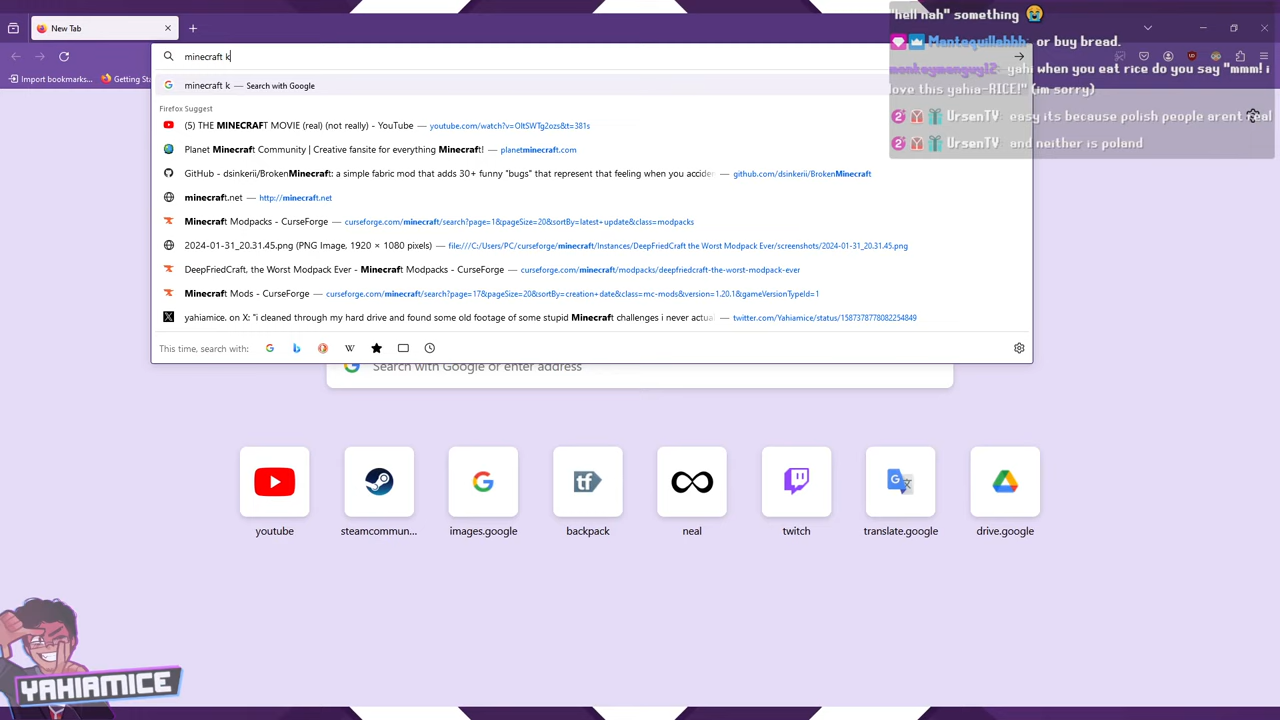 New Tab
minecraft k
Import bookmarks...
Getting Sta
minecraft k — Search with Google
Firefox Suggest
(5) THE MINECRAFT MOVIE (real) (not really) - YouTube — youtube.com/watch?v=OItSWTg2ozs&t=381s
Planet Minecraft Community | Creative fansite for everything Minecraft! — planetminecraft.com
GitHub - dsinkerii/BrokenMinecraft: a simple fabric mod that adds 30+ funny "bugs" that represent that feeling when you acciden — github.com/dsinkerii/BrokenMinecraft
minecraft.net — http://minecraft.net
Minecraft Modpacks - CurseForge — curseforge.com/minecraft/search?page=1&pageSize=20&sortBy=latest+update&class=modpacks
2024-01-31_20.31.45.png (PNG Image, 1920 × 1080 pixels) — file:///C:/Users/PC/curseforge/minecraft/Instances/DeepFriedCraft the Worst Modpack Ever/screenshots/2024-01-31_20.31.45.png
DeepFriedCraft, the Worst Modpack Ever - Minecraft Modpacks - CurseForge — curseforge.com/minecraft/modpacks/deepfriedcraft-the-worst-modpack-ever
Minecraft Mods - CurseForge — curseforge.com/minecraft/search?page=17&pageSize=20&sortBy=creation+date&class=mc-mods&version=1.20.1&gameVersionTypeId=1
yahiamice. on X: "i cleaned through my hard drive and found some old footage of some stupid Minecraft challenges i never actua — twitter.com/Yahiamice/status/1587378778082254849
This time, search with:
Search with Google or enter address
youtube
steamcommun...
images.google
backpack
neal
twitch
translate.google
drive.google
"hell nah" something 😭
Mantequillahhh: or buy breed.
monkeymanguy12: yahi when you eat rice do you say "mmm! i
love this yahia-RICE!" (im sorry)
UrsenTV: easy its because polish people arent real
UrsenTV: and neither is poland
YAHIAMICE